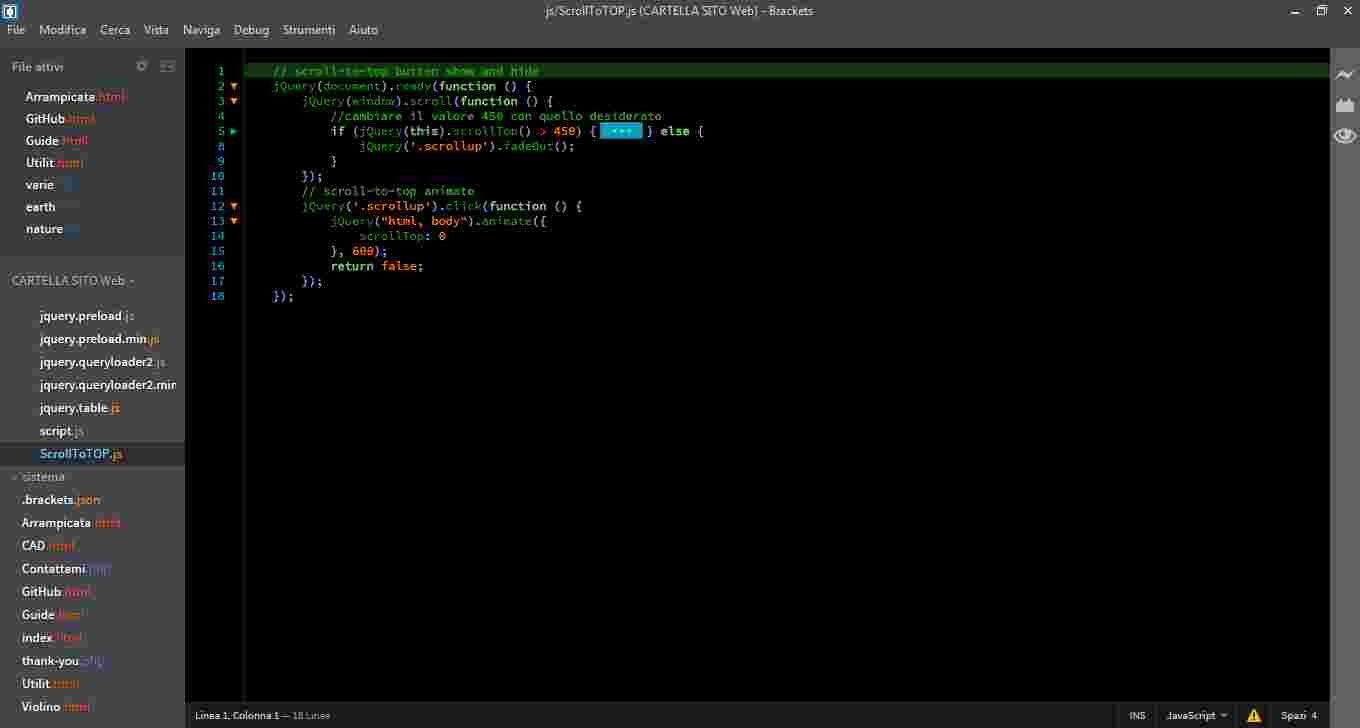 js/ScrollToTOP.js (CARTELLA SITO Web) - Brackets
File Modifica Cerca Vista Naviga Debug Strumenti Aiuto
File attivi
Arrampicata.html
GitHub.html
Guide.html
Utilit.html
varie
earth
nature
CARTELLA SITO Web
jquery.preload.js
jquery.preload.min.js
jquery.queryloader2.js
jquery.queryloader2.min
jquery.table.js
script.js
ScrollToTOP.js
sistema
.brackets.json
Arrampicata.html
CAD.html
Contattami.php
GitHub.html
Guide.html
index.html
thank-you.php
Utilit.html
Violino.html
1 // scroll-to-top button show and hide
2 jQuery(document).ready(function () {
3 jQuery(window).scroll(function () {
4 //cambiare il valore 450 con quello desiderato
5 if (jQuery(this).scrollTop() > 450) { } else {
8 jQuery('.scrollup').fadeOut();
9 }
10 });
11 // scroll-to-top animate
12 jQuery('.scrollup').click(function () {
13 jQuery("html, body").animate({
14 scrollTop: 0
15 }, 600);
16 return false;
17 });
18 });
Linea 1, Colonna 1 — 18 Linee
INS JavaScript Spazi: 4